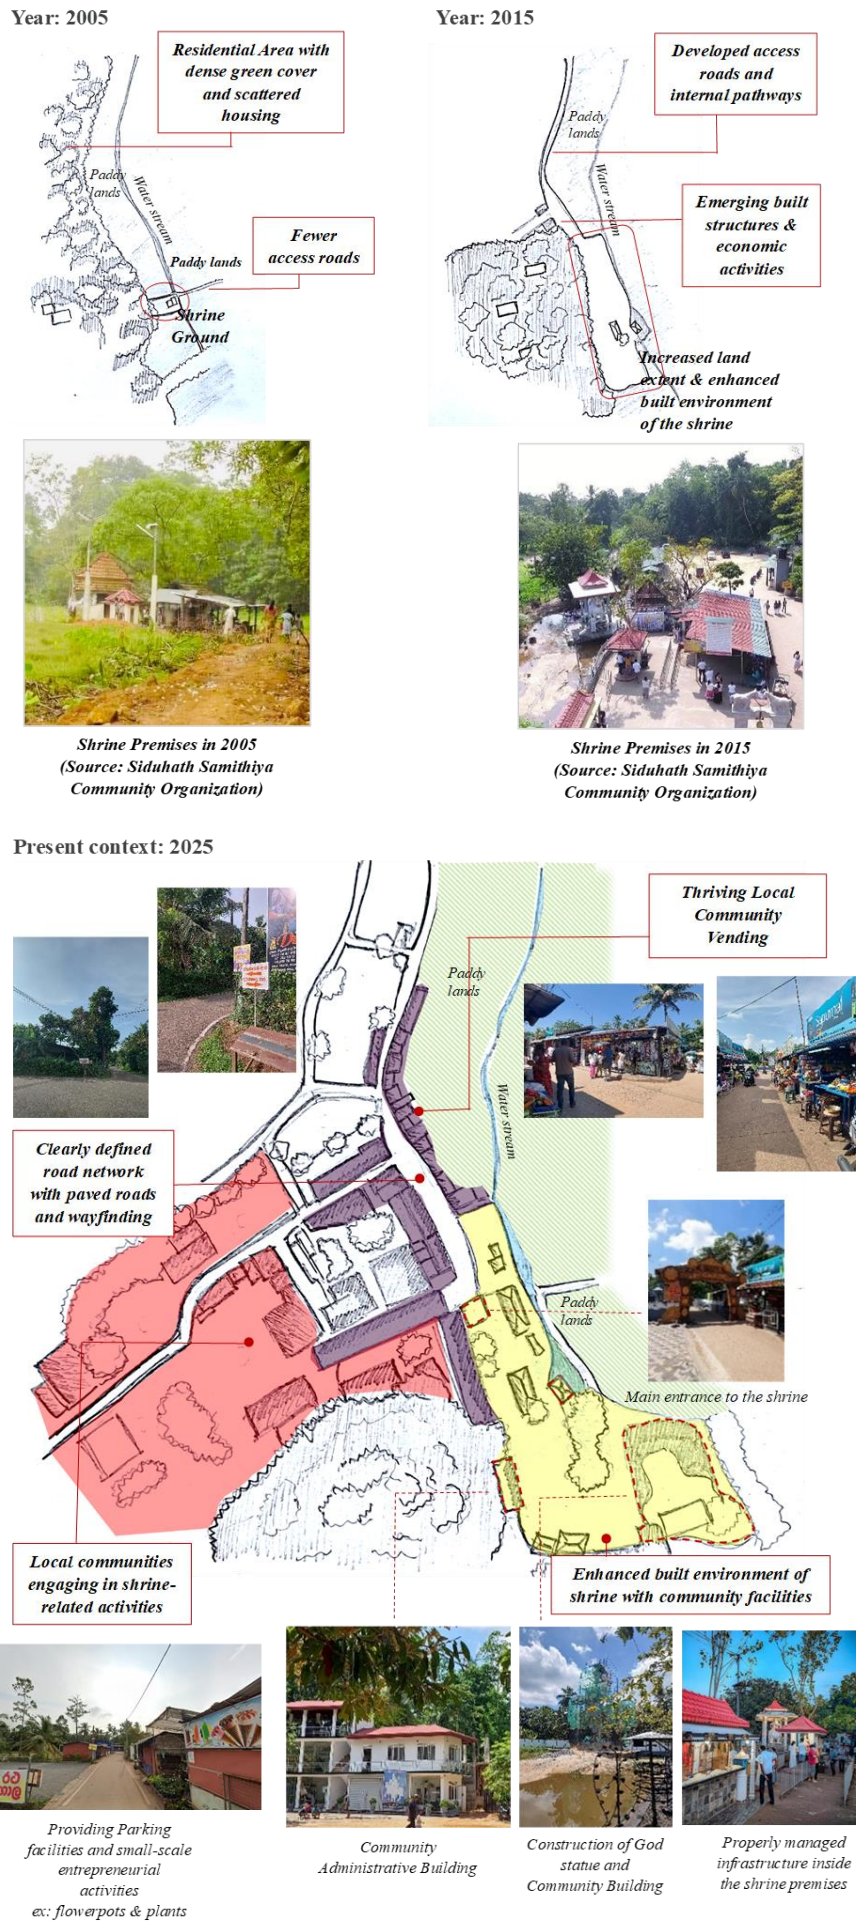 Year: 2005
Year: 2015
Residential Area with
dense green cover
and scattered
housing
Developed access
roads and
internal pathways
Paddy
lands
Water stream
Paddy
lands
Water stream
Emerging built
structures &
economic
activities
Fewer
access roads
Paddy lands
Shrine
Ground
Increased land
extent & enhanced
built environment
of the shrine
Shrine Premises in 2005
(Source: Siduhath Samithiya
Community Organization)
Shrine Premises in 2015
(Source: Siduhath Samithiya
Community Organization)
Present context: 2025
Thriving Local
Community
Vending
Paddy
lands
Water stream
Clearly defined
road network
with paved roads
and wayfinding
Paddy
lands
Main entrance to the shrine
Local communities
engaging in shrine-
related activities
Enhanced built environment of
shrine with community facilities
Providing Parking
facilities and small-scale
entrepreneurial
activities
ex: flowerpots & plants
Community
Administrative Building
Construction of God
statue and
Community Building
Properly managed
infrastructure inside
the shrine premises